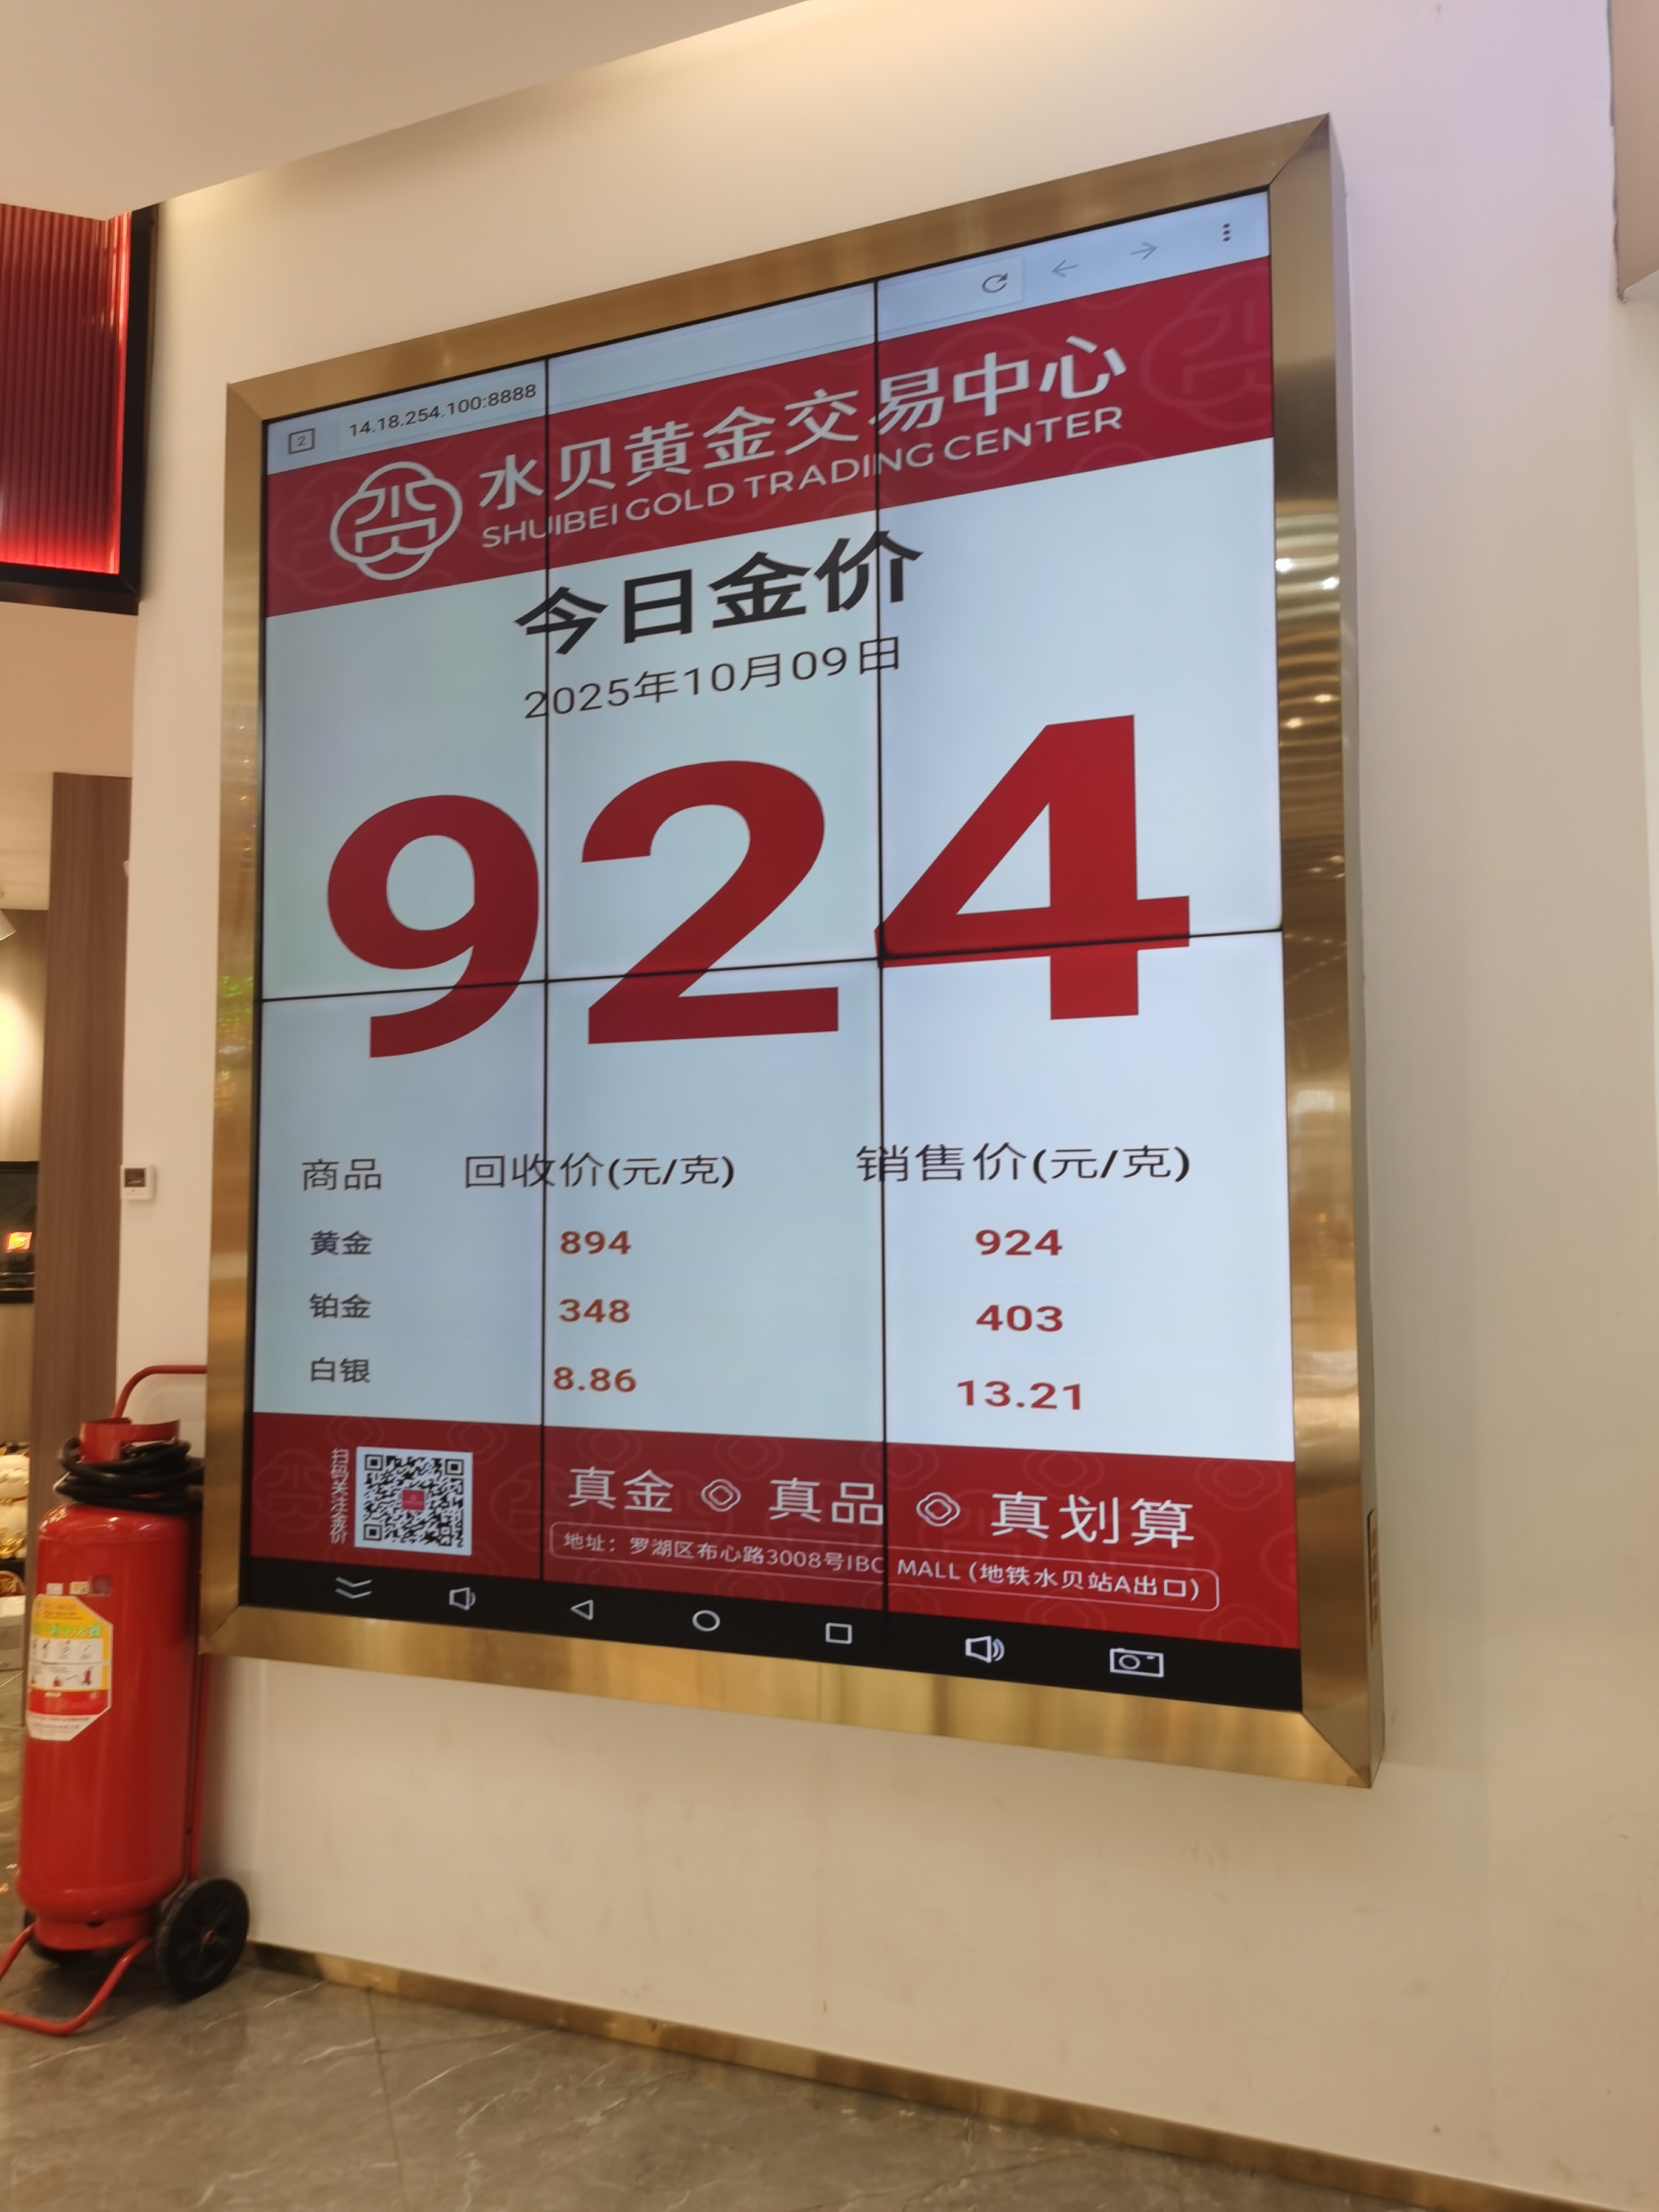 2
14.18.254.100:8888
水贝黄金交易中心
SHUIBEI GOLD TRADING CENTER
今日金价
2025年10月09日
924
商品 回收价(元/克) 销售价(元/克)
黄金 894 924
铂金 348 403
白银 8.86 13.21
扫码关注金价
真金 真品 真划算
地址：罗湖区布心路3008号IBC MALL (地铁水贝站A出口)